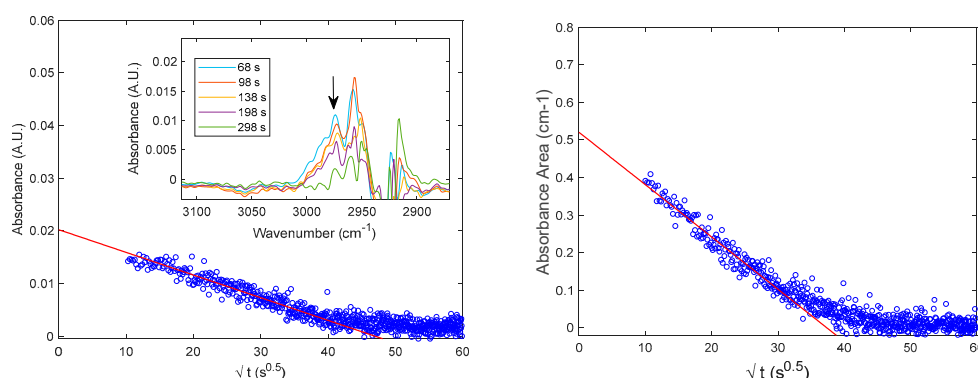 0.06
0.05
0.04
0.03
0.02
0.01
0
Absorbance (A.U.)
0 10 20 30 40 50 60
√ t (s^0.5)
0.02
0.015
0.01
0.005
0
Absorbance (A.U.)
68 s
98 s
138 s
198 s
298 s
3100 3050 3000 2950 2900
Wavenumber (cm^-1)
0.8
0.7
0.6
0.5
0.4
0.3
0.2
0.1
0
Absorbance Area (cm-1)
0 10 20 30 40 50 60
√ t (s^0.5)